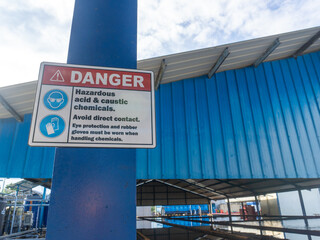 DANGER
Hazardous
acid & caustic
chemicals.
Avoid direct contact.
Eye protection and rubber
gloves must be worn when
handling chemicals.